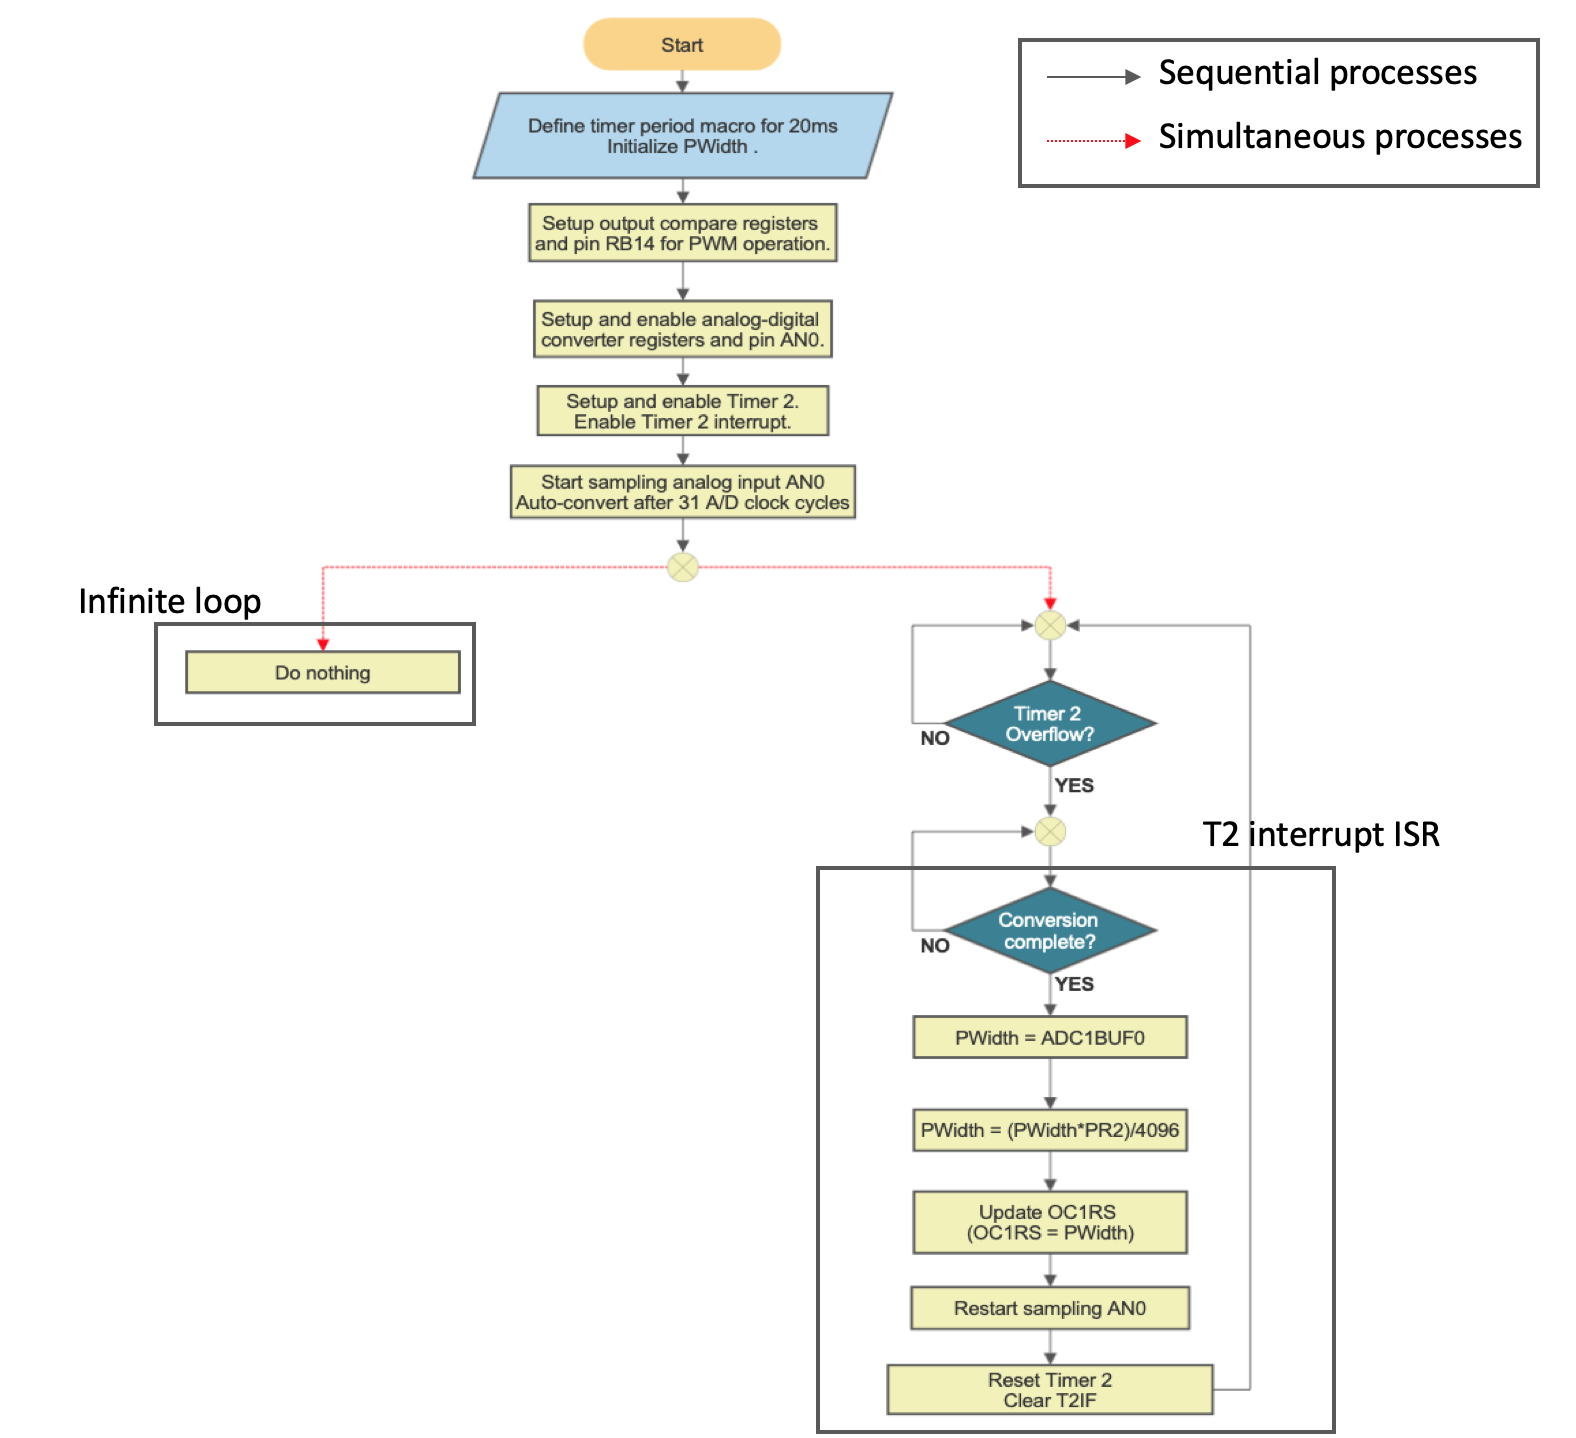 Start
Sequential processes
Simultaneous processes
Define timer period macro for 20ms
Initialize PWidth .
Setup output compare registers
and pin RB14 for PWM operation.
Setup and enable analog-digital
converter registers and pin AN0.
Setup and enable Timer 2.
Enable Timer 2 interrupt.
Start sampling analog input AN0
Auto-convert after 31 A/D clock cycles
Infinite loop
Do nothing
Timer 2
Overflow?
NO
YES
T2 interrupt ISR
Conversion
complete?
NO
YES
PWidth = ADC1BUF0
PWidth = (PWidth*PR2)/4096
Update OC1RS
(OC1RS = PWidth)
Restart sampling AN0
Reset Timer 2
Clear T2IF